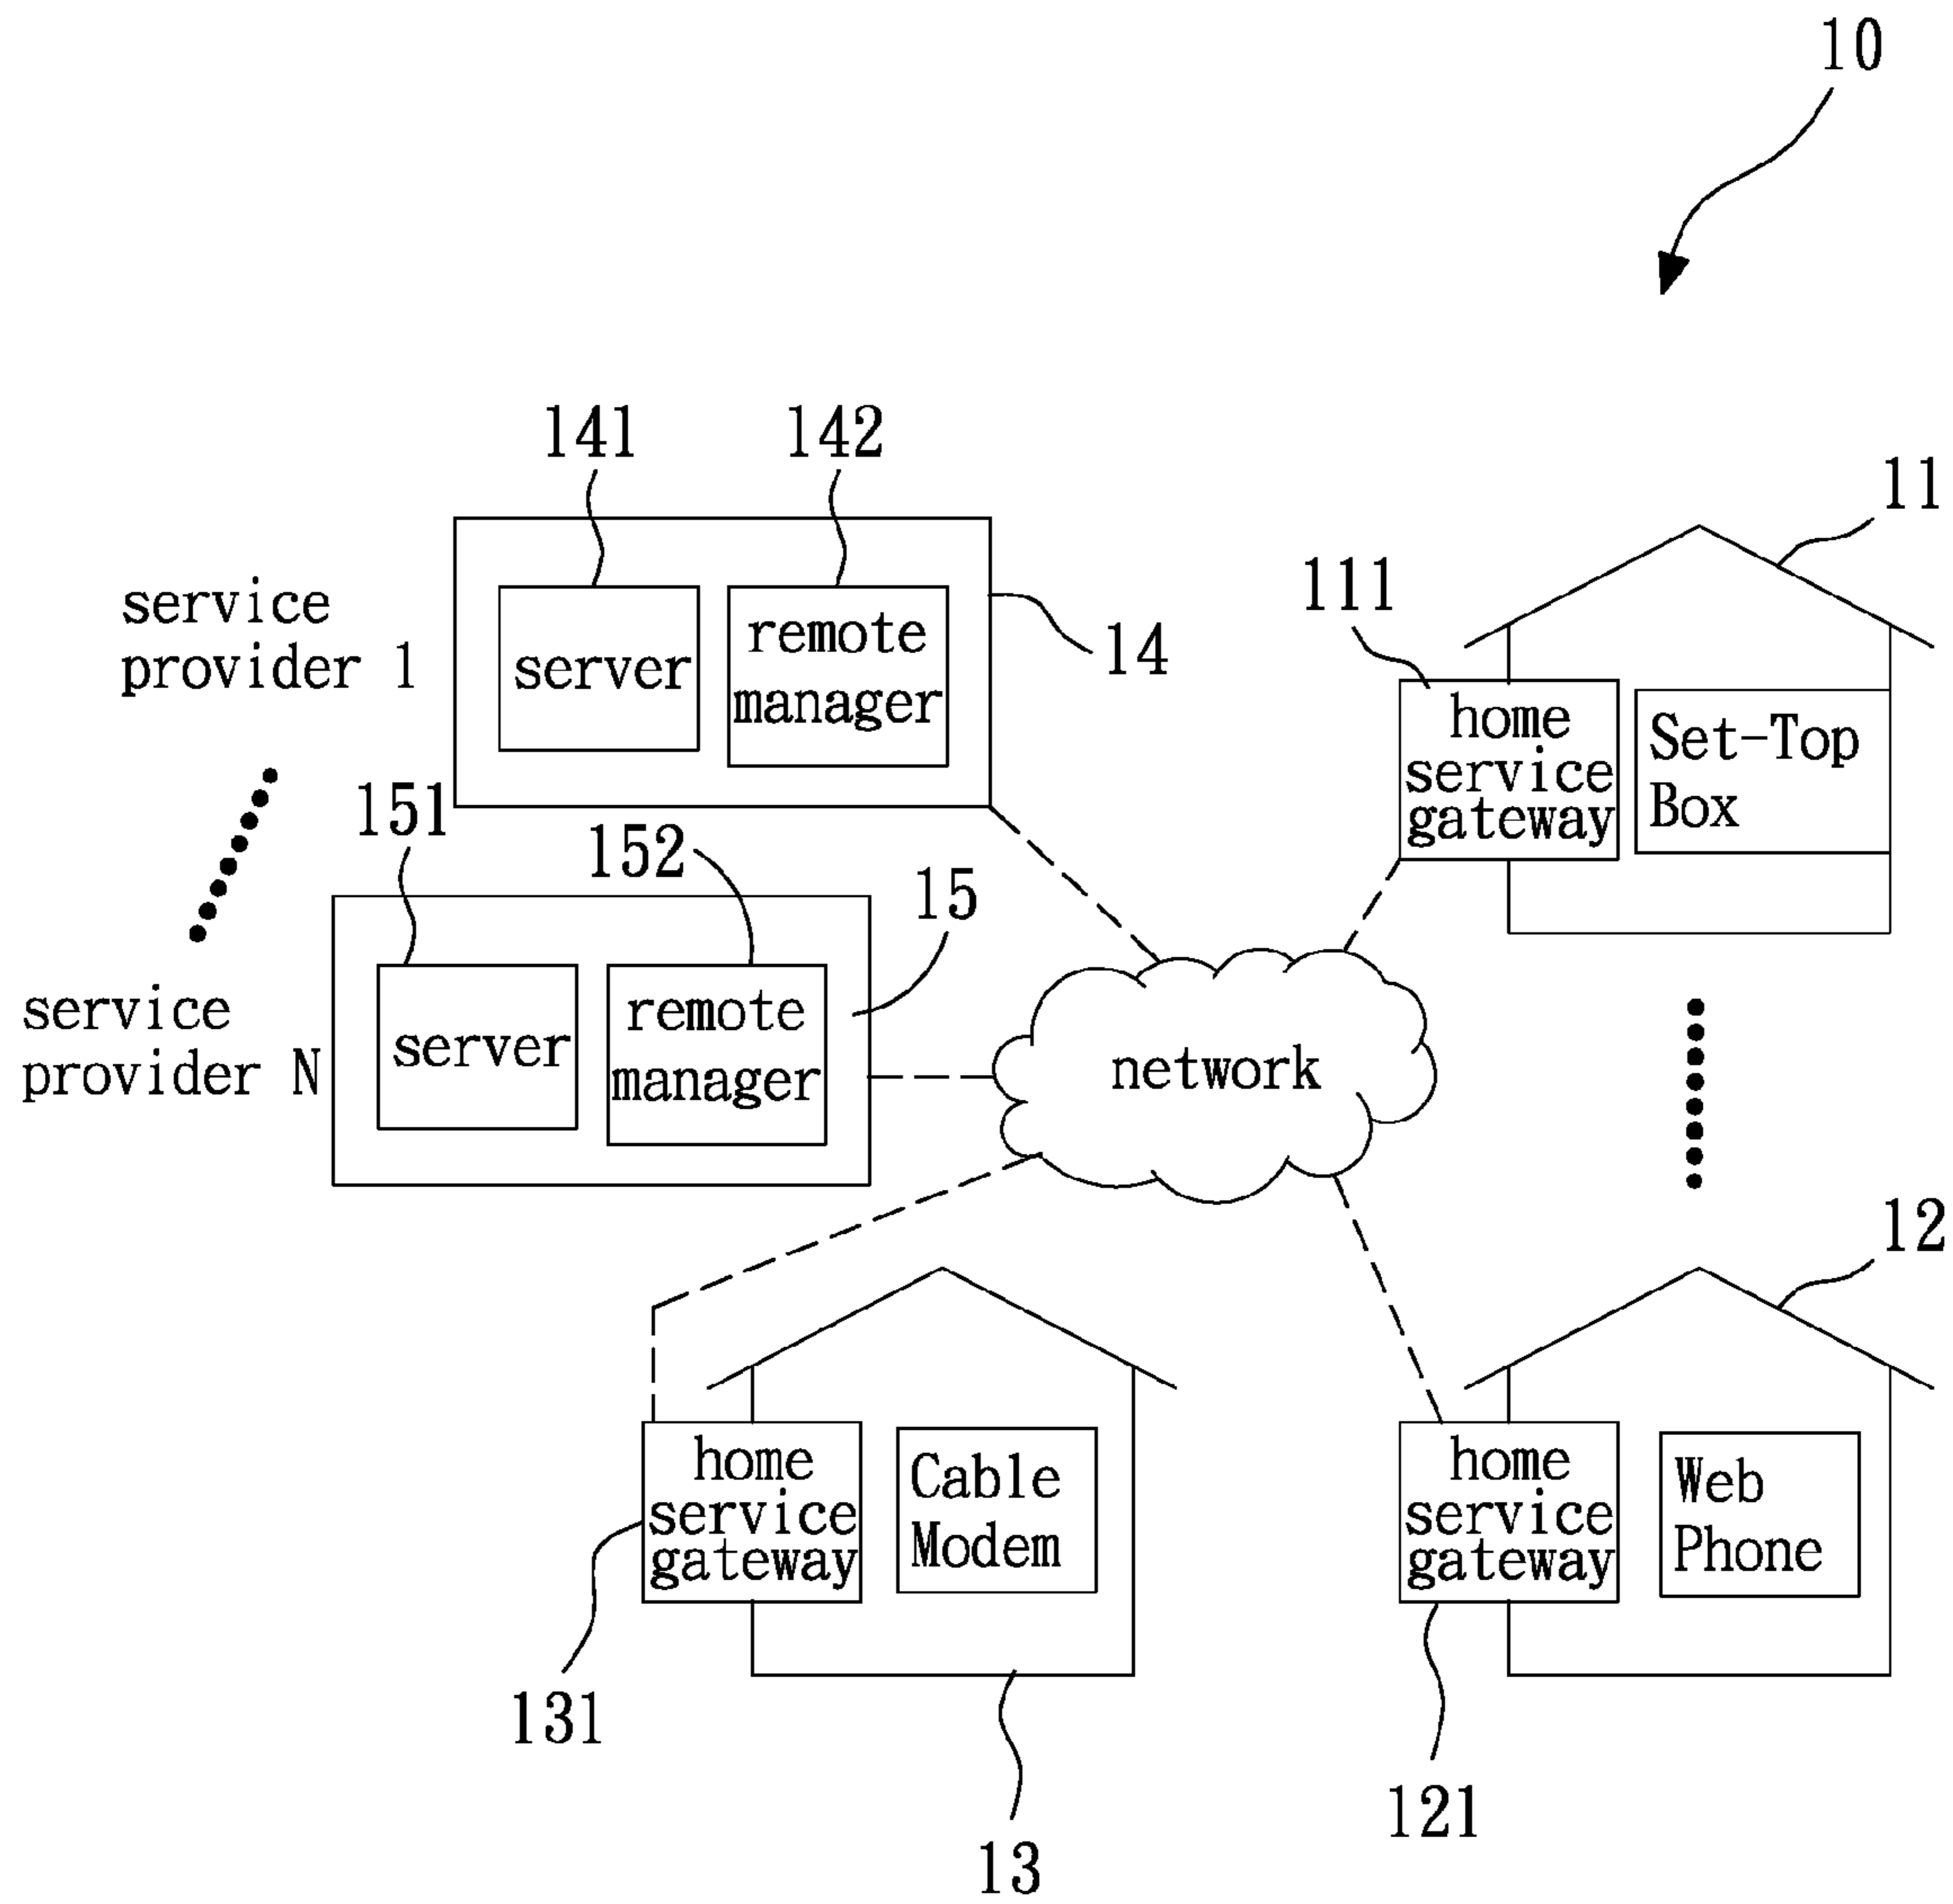 10
141
142
11
service
provider 1
server
remote
manager
14
111
home
service
gateway
Set-Top
Box
151
152
15
service
provider N
server
remote
manager
network
12
home
service
gateway
Cable
Modem
home
service
gateway
Web
Phone
131
121
13